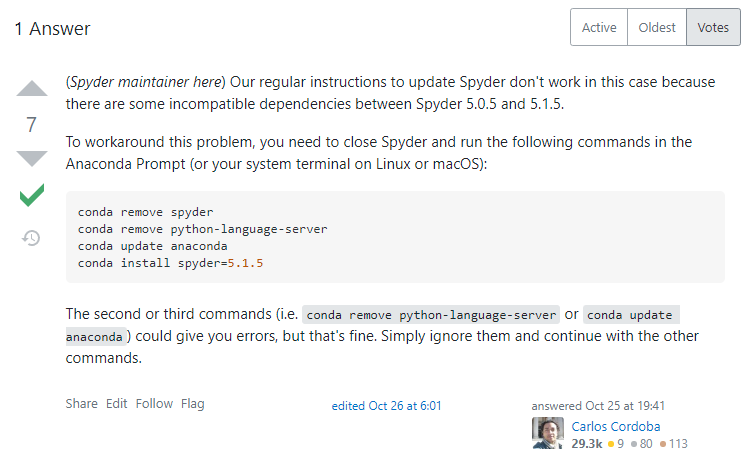 1 Answer
Active Oldest Votes
(Spyder maintainer here) Our regular instructions to update Spyder don't work in this case because
there are some incompatible dependencies between Spyder 5.0.5 and 5.1.5.
7
To workaround this problem, you need to close Spyder and run the following commands in the
Anaconda Prompt (or your system terminal on Linux or macOS):
conda remove spyder
conda remove python-language-server
conda update anaconda
conda install spyder=5.1.5
The second or third commands (i.e. conda remove python-language-server or conda update
anaconda) could give you errors, but that's fine. Simply ignore them and continue with the other
commands.
Share Edit Follow Flag
edited Oct 26 at 6:01
answered Oct 25 at 19:41
Carlos Cordoba
29.3k 9 80 113